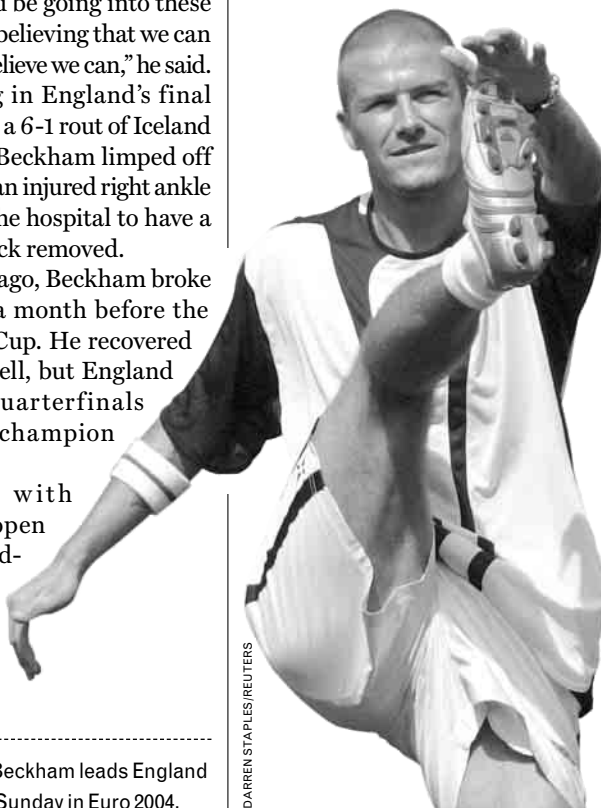 d be going into these
believing that we can
elieve we can,” he said.
g in England’s final
a 6-1 rout of Iceland
Beckham limped off
an injured right ankle
he hospital to have a
ck removed.
ago, Beckham broke
a month before the
Cup. He recovered
ell, but England
uarterfinals
champion
with
open
d-
DARREN STAPLES/REUTERS
Beckham leads England
Sunday in Euro 2004.